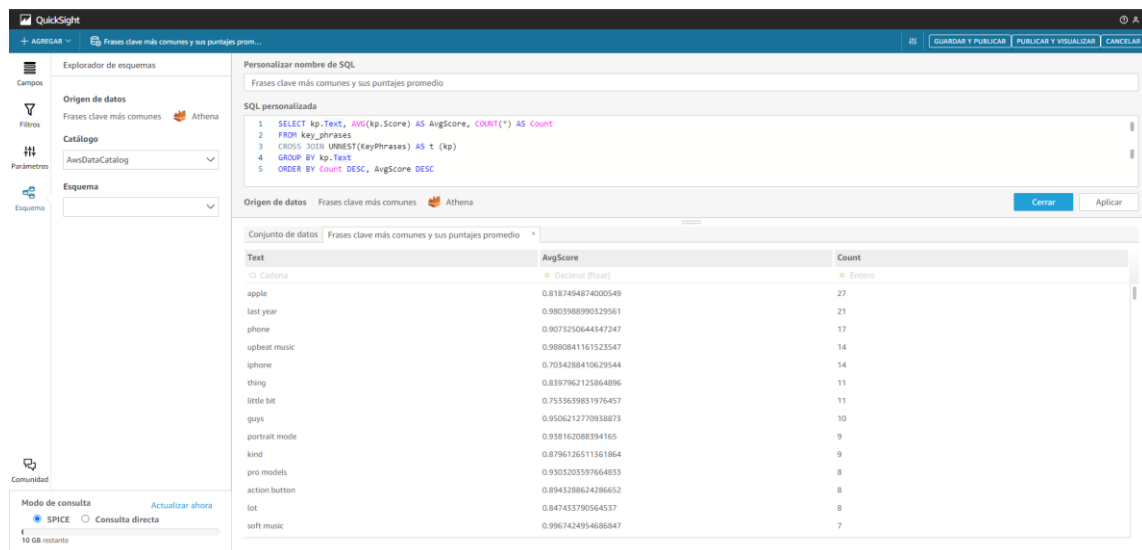 QuickSight
+ AGREGAR
Frases clave más comunes y sus puntajes prom...
GUARDAR Y PUBLICAR
PUBLICAR Y VISUALIZAR
CANCELAR
Campos
Filtros
Parámetros
Esquema
Comunidad
Explorador de esquemas
Origen de datos
Frases clave más comunes Athena
Catálogo
AwsDataCatalog
Esquema
Modo de consulta Actualizar ahora
SPICE Consulta directa
10 GB restante
Personalizar nombre de SQL
Frases clave más comunes y sus puntajes promedio
SQL personalizada
1 SELECT kp.Text, AVG(kp.Score) AS AvgScore, COUNT(*) AS Count
2 FROM key_phrases
3 CROSS JOIN UNNEST(KeyPhrases) AS t (kp)
4 GROUP BY kp.Text
5 ORDER BY Count DESC, AvgScore DESC
Origen de datos Frases clave más comunes Athena Cerrar Aplicar
Conjunto de datos Frases clave más comunes y sus puntajes promedio ×
Text AvgScore Count
Cadena Decimal (float) Entero
apple 0.8187494874000549 27
last year 0.9803988990329561 21
phone 0.9073250644347247 17
upbeat music 0.9880841161523547 14
iphone 0.7034288410629544 14
thing 0.8397962125864896 11
little bit 0.7533639831976457 11
guys 0.9506212770938873 10
portrait mode 0.938162088394165 9
kind 0.8796126511361864 9
pro models 0.9303203597664833 8
action button 0.8943288624286652 8
lot 0.847433790564537 8
soft music 0.9967424954686847 7